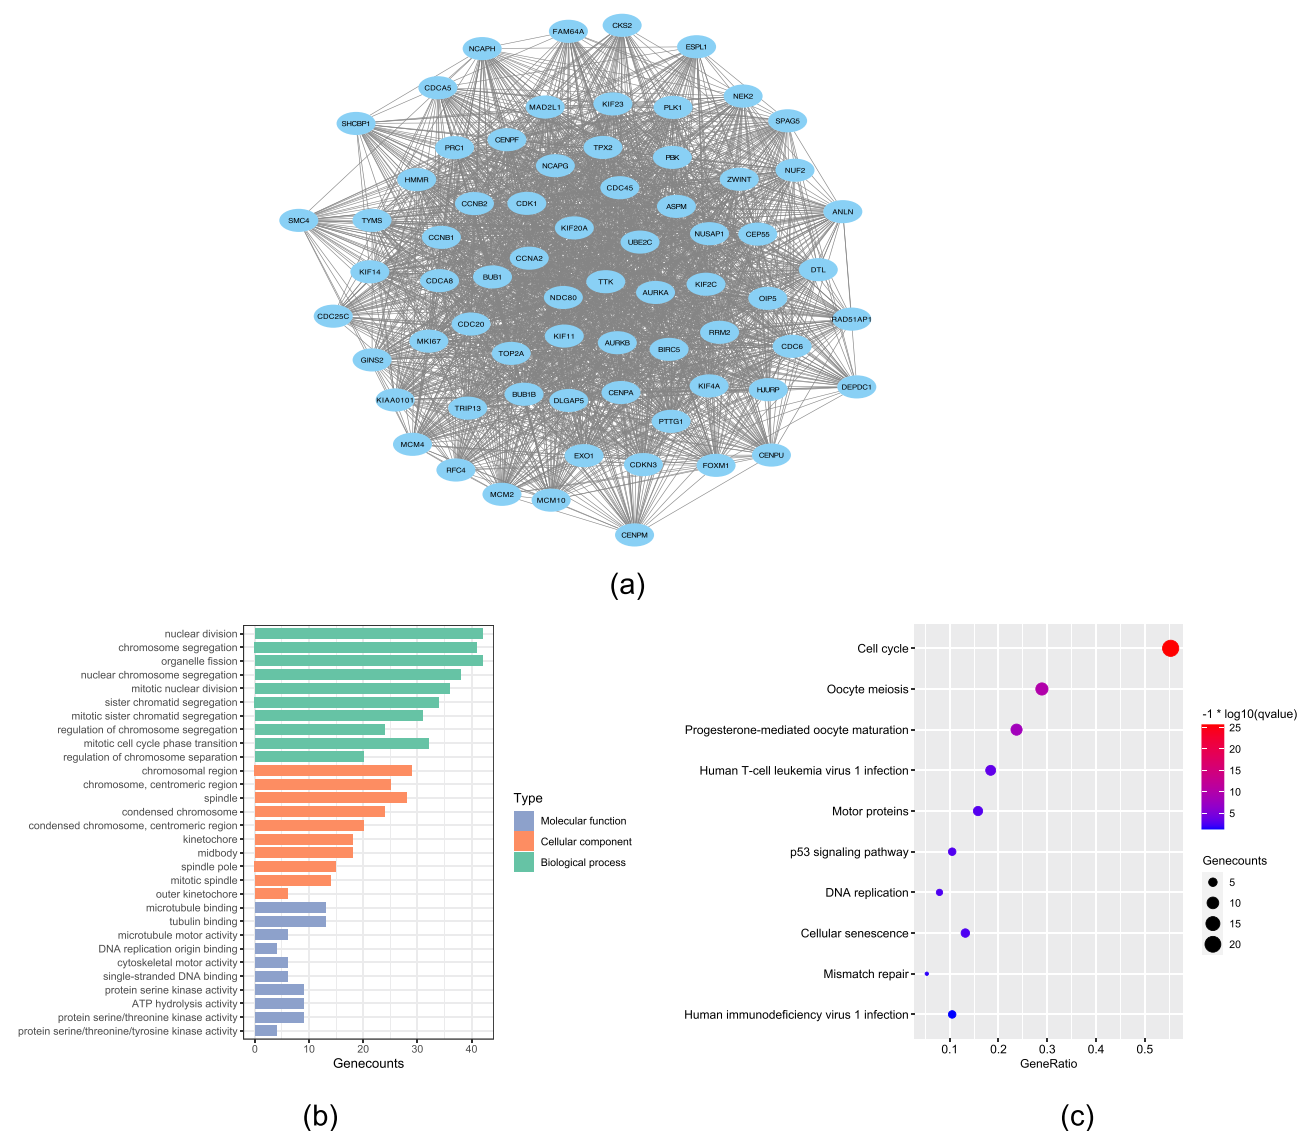 CKS2
FAM64A
NCAPH
ESPL1
CDCA5
NEK2
MAD2L1
KIF23
PLK1
SHCBP1
SPAG5
PRC1
CENPF
TPX2
NCAPG
PBK
NUF2
HMMR
ZWINT
CDC45
CCNB2
CDK1
ASPM
ANLN
SMC4
TYMS
KIF20A
CCNB1
UBE2C
NUSAP1
CEP55
CCNA2
KIF14
CDCA8
BUB1
TTK
DTL
NDC80
AURKA
KIF2C
OIP5
CDC25C
CDC20
RAD51AP1
MKI67
KIF11
AURKB
RRM2
GINS2
TOP2A
BIRC5
CDC6
KIAA0101
TRIP13
BUB1B
DLGAP5
CENPA
KIF4A
HJURP
DEPDC1
PTTG1
MCM4
RFC4
EXO1
CDKN3
FOXM1
CENPU
MCM2
MCM10
CENPM
(a)
nuclear division
chromosome segregation
organelle fission
nuclear chromosome segregation
mitotic nuclear division
sister chromatid segregation
mitotic sister chromatid segregation
regulation of chromosome segregation
mitotic cell cycle phase transition
regulation of chromosome separation
chromosomal region
chromosome, centromeric region
spindle
condensed chromosome
condensed chromosome, centromeric region
kinetochore
midbody
spindle pole
mitotic spindle
outer kinetochore
microtubule binding
tubulin binding
microtubule motor activity
DNA replication origin binding
cytoskeletal motor activity
single-stranded DNA binding
protein serine kinase activity
ATP hydrolysis activity
protein serine/threonine kinase activity
protein serine/threonine/tyrosine kinase activity
0 10 20 30 40
Genecounts
Type
Molecular function
Cellular component
Biological process
(b)
Cell cycle
Oocyte meiosis
Progesterone-mediated oocyte maturation
Human T-cell leukemia virus 1 infection
Motor proteins
p53 signaling pathway
DNA replication
Cellular senescence
Mismatch repair
Human immunodeficiency virus 1 infection
0.1 0.2 0.3 0.4 0.5
GeneRatio
-1 * log10(qvalue)
25
20
15
10
5
Genecounts
5
10
15
20
(c)